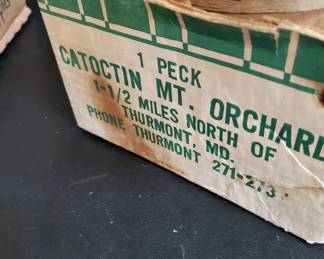 1 PECK
CATOCTIN MT. ORCHARD
1-1/2 MILES NORTH OF
THURMONT, MD.
PHONE THURMONT 271-273